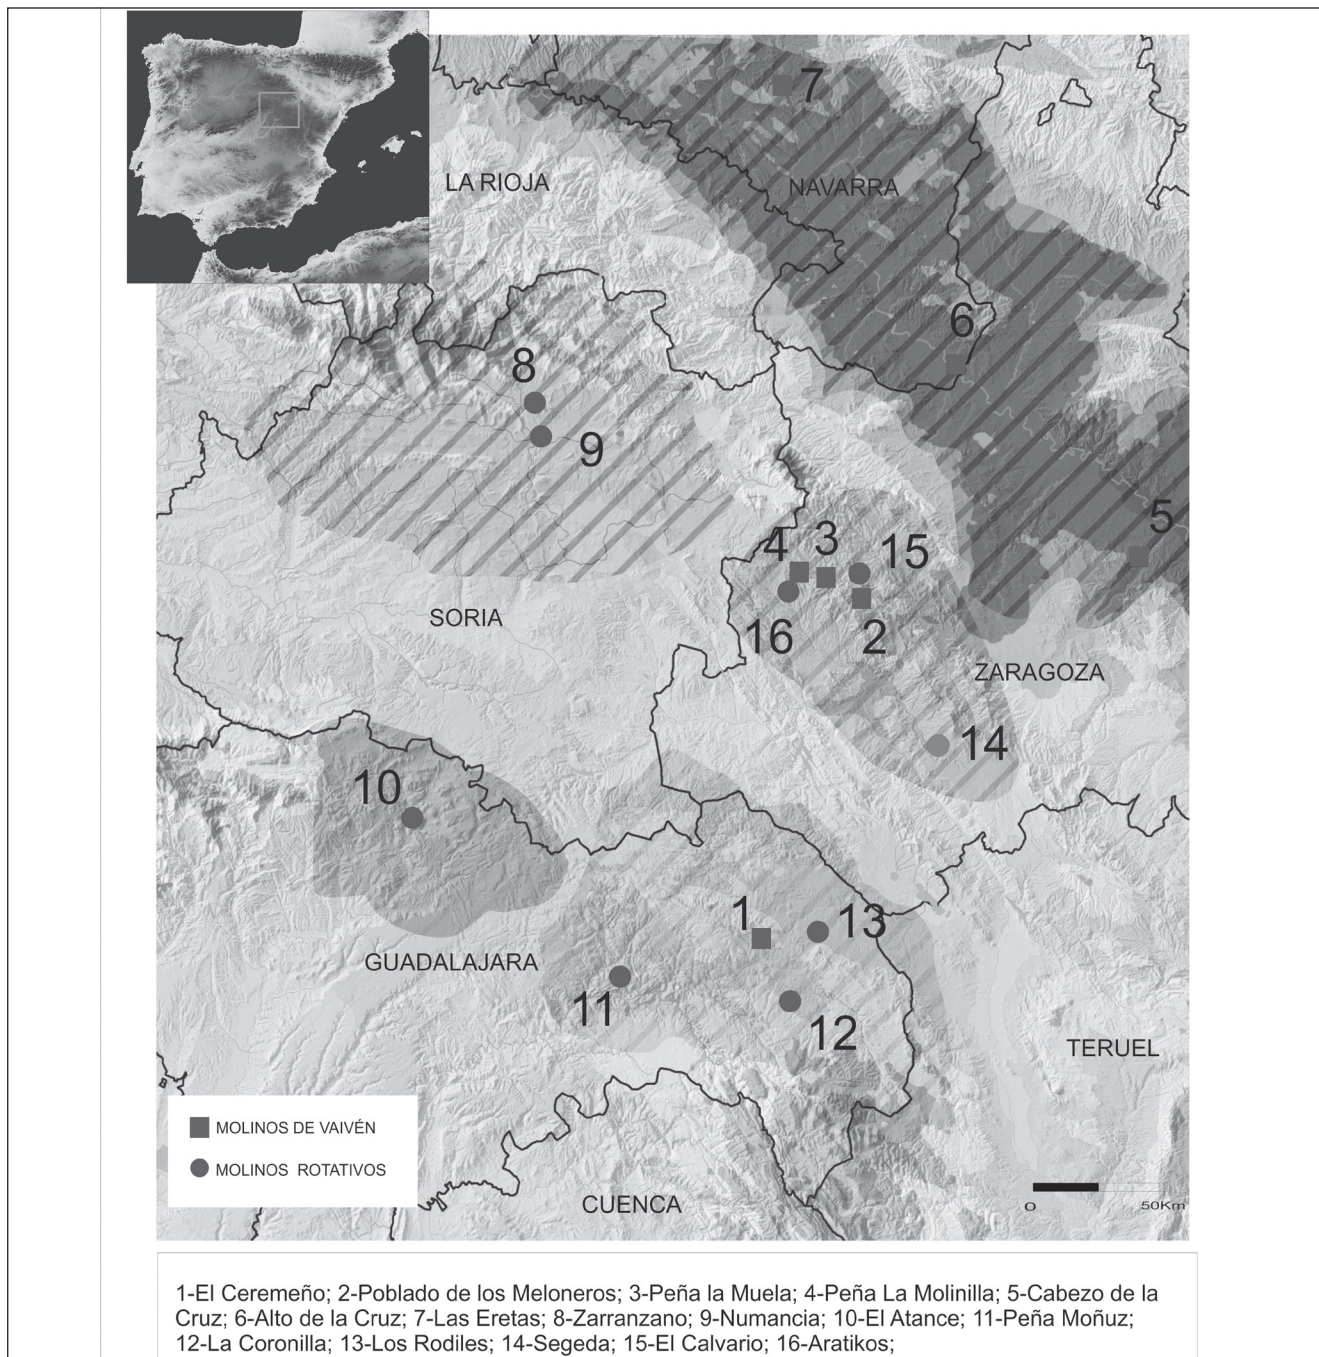 7
LA RIOJA
NAVARRA
6
8
9
5
4
3
15
16
2
SORIA
ZARAGOZA
14
10
1
13
GUADALAJARA
11
12
TERUEL
MOLINOS DE VAIVÉN
MOLINOS ROTATIVOS
CUENCA
0 50Km
1-El Ceremeño; 2-Poblado de los Meloneros; 3-Peña la Muela; 4-Peña La Molinilla; 5-Cabezo de la
Cruz; 6-Alto de la Cruz; 7-Las Eretas; 8-Zarranzano; 9-Numancia; 10-El Atance; 11-Peña Moñuz;
12-La Coronilla; 13-Los Rodiles; 14-Segeda; 15-El Calvario; 16-Aratikos;